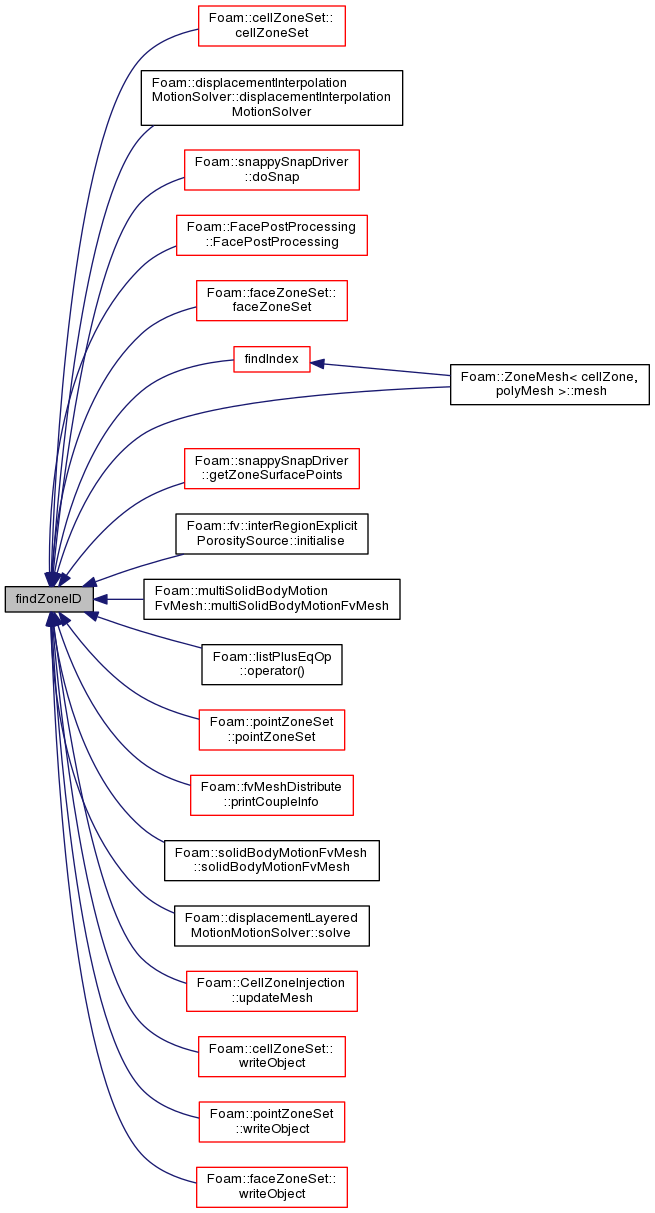 Foam::cellZoneSet::
cellZoneSet
Foam::displacementInterpolation
MotionSolver::displacementInterpolation
MotionSolver
Foam::snappySnapDriver
::doSnap
Foam::FacePostProcessing
::FacePostProcessing
Foam::faceZoneSet::
faceZoneSet
findIndex
Foam::ZoneMesh< cellZone,
polyMesh >::mesh
Foam::snappySnapDriver
::getZoneSurfacePoints
Foam::fv::interRegionExplicit
PorositySource::initialise
findZoneID
Foam::multiSolidBodyMotion
FvMesh::multiSolidBodyMotionFvMesh
Foam::listPlusEqOp
::operator()
Foam::pointZoneSet
::pointZoneSet
Foam::fvMeshDistribute
::printCoupleInfo
Foam::solidBodyMotionFvMesh
::solidBodyMotionFvMesh
Foam::displacementLayered
MotionMotionSolver::solve
Foam::CellZoneInjection
::updateMesh
Foam::cellZoneSet::
writeObject
Foam::pointZoneSet
::writeObject
Foam::faceZoneSet::
writeObject